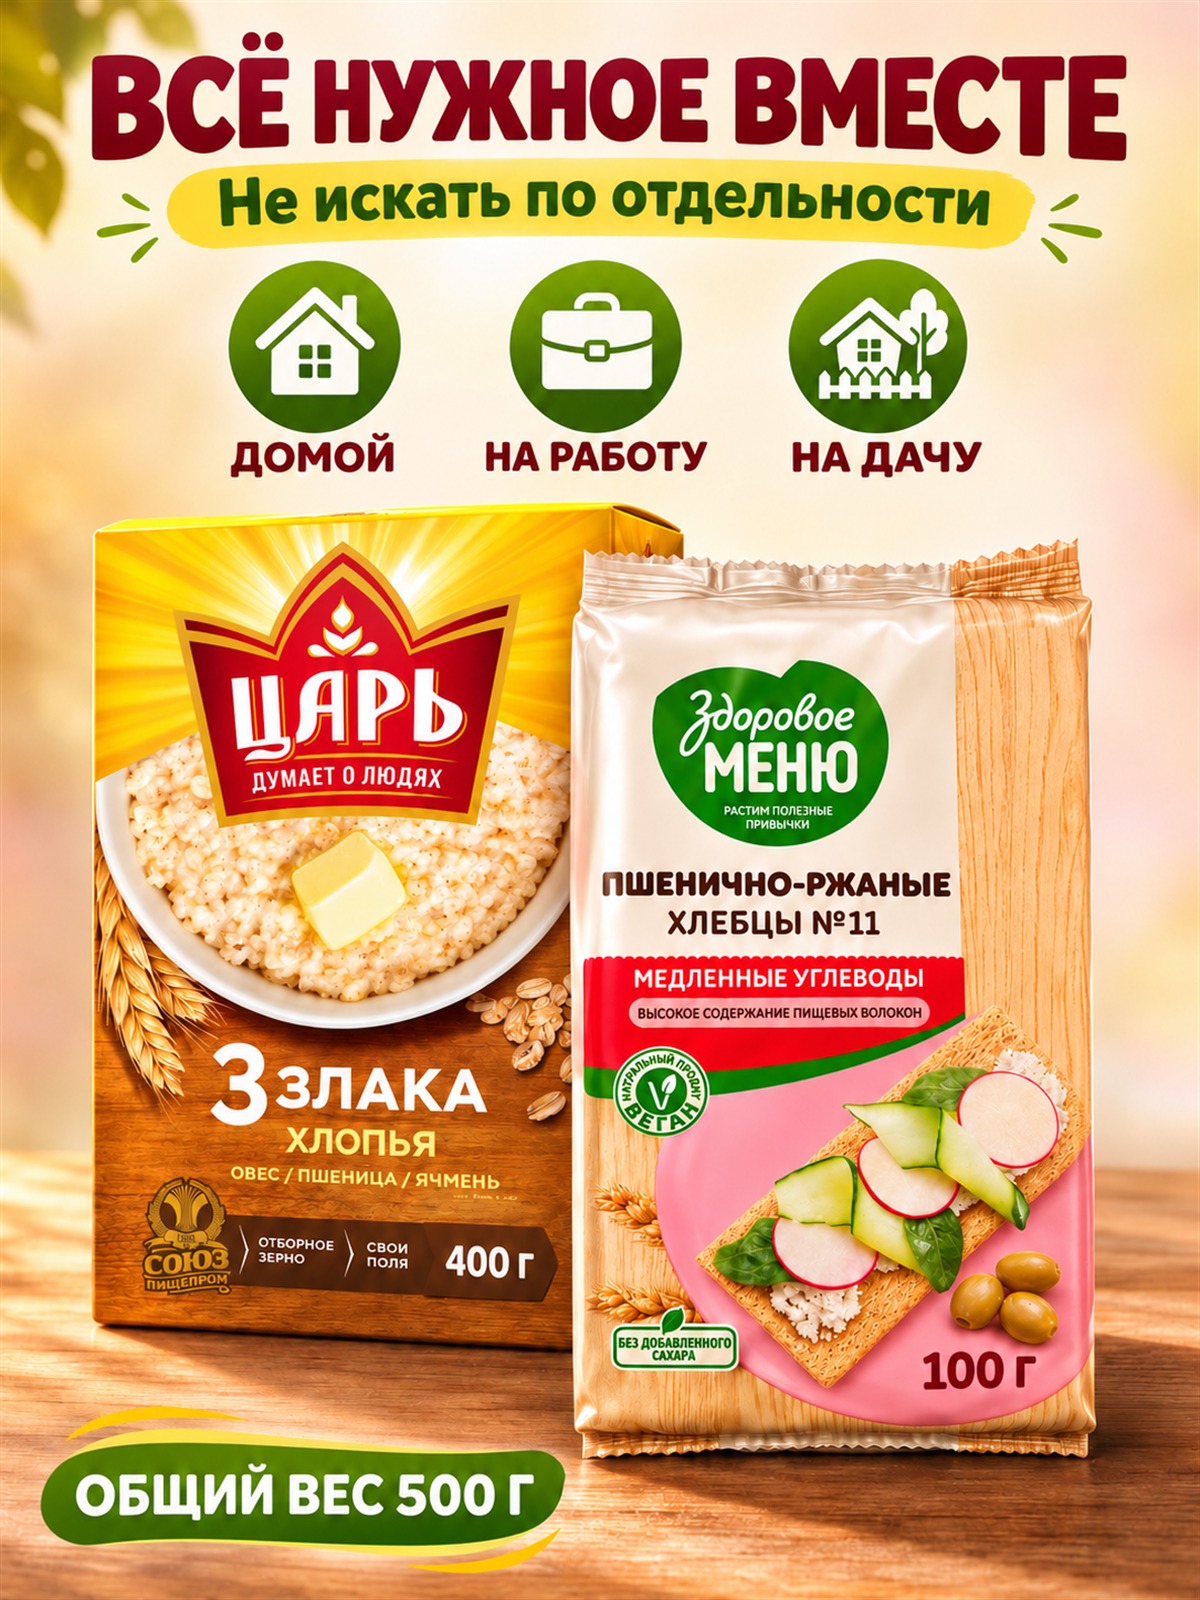 ВСЁ НУЖНОЕ ВМЕСТЕ
Не искать по отдельности
ДОМОЙ
НА РАБОТУ
НА ДАЧУ
ЦАРЬ
ДУМАЕТ О ЛЮДЯХ
3 ЗЛАКА
ХЛОПЬЯ
ОВЕС / ПШЕНИЦА / ЯЧМЕНЬ
СОЮЗ
ПИЩЕПРОМ
ОТБОРНОЕ
ЗЕРНО
СВОИ
ПОЛЯ
400 г
Здоровое
МЕНЮ
РАСТИМ ПОЛЕЗНЫЕ
ПРИВЫЧКИ
ПШЕНИЧНО-РЖАНЫЕ
ХЛЕБЦЫ №11
МЕДЛЕННЫЕ УГЛЕВОДЫ
ВЫСОКОЕ СОДЕРЖАНИЕ ПИЩЕВЫХ ВОЛОКОН
ВЕГАН
БЕЗ ДОБАВЛЕННОГО
САХАРА
100 г
ОБЩИЙ ВЕС 500 Г